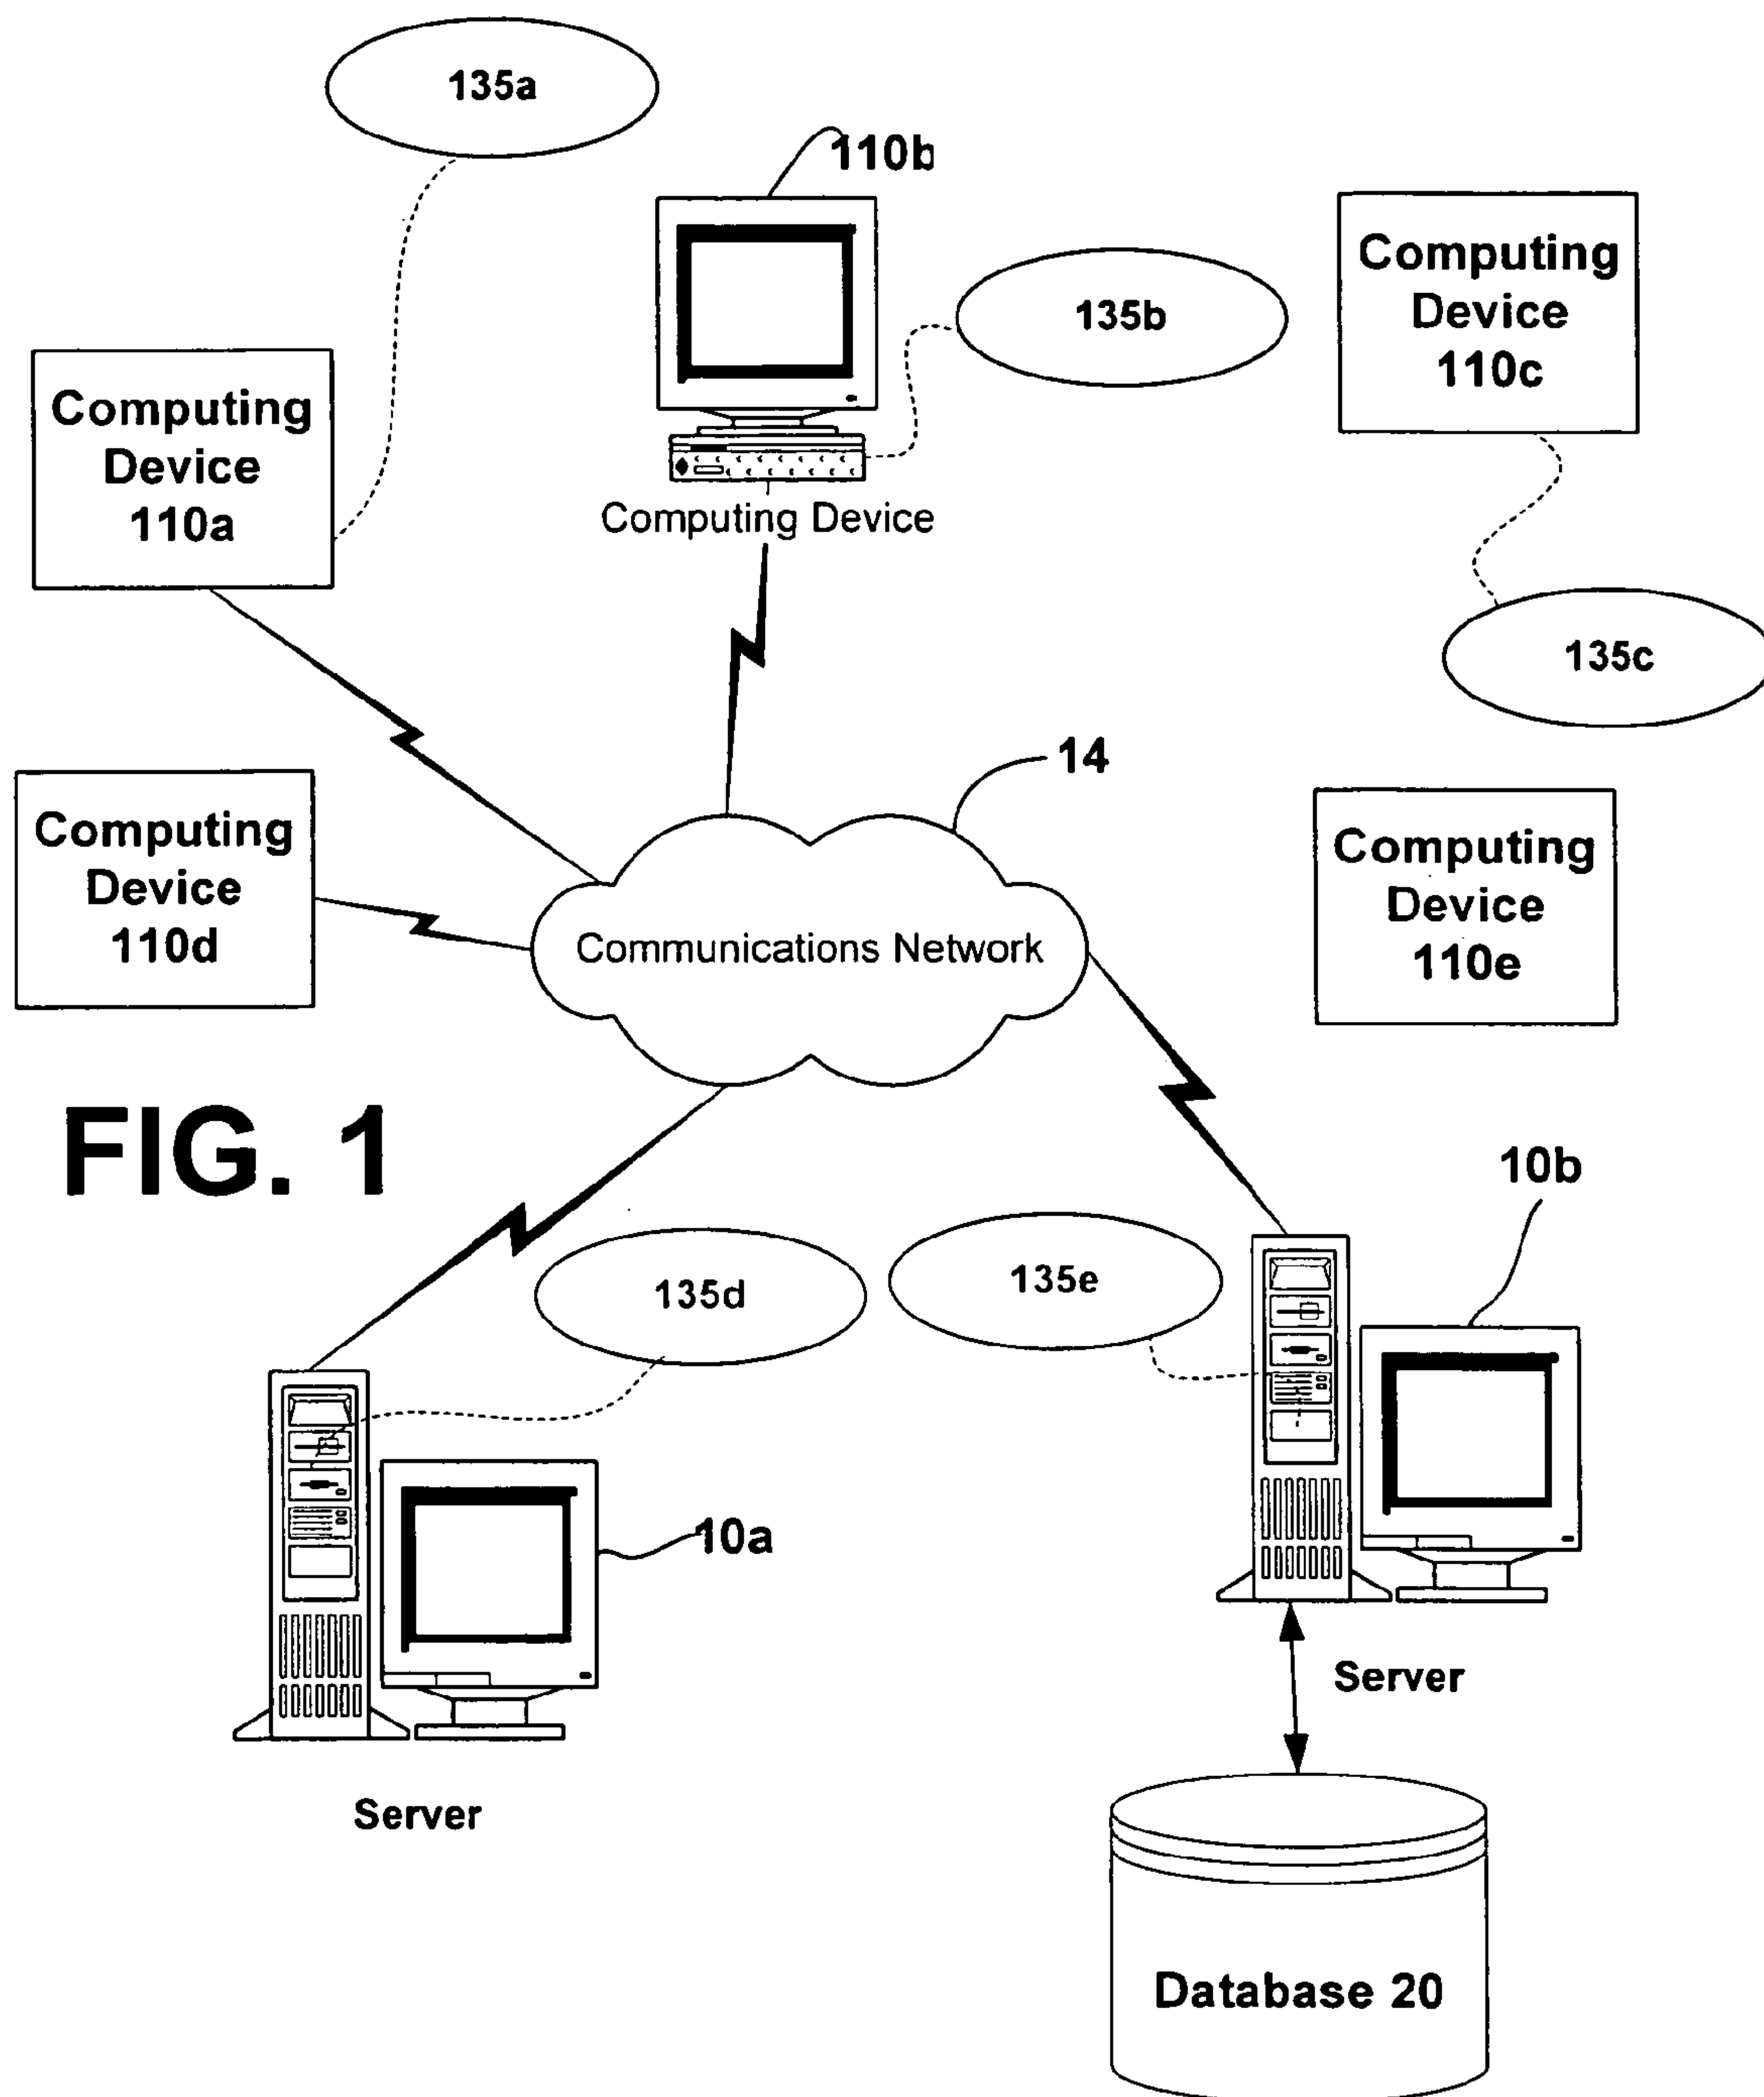 135a
110b
Computing
Device
110c
135b
Computing
Device
110a
Computing Device
135c
14
Computing
Device
110d
Computing
Device
110e
Communications Network
FIG. 1
10b
135d
135e
10a
Server
Server
Database 20